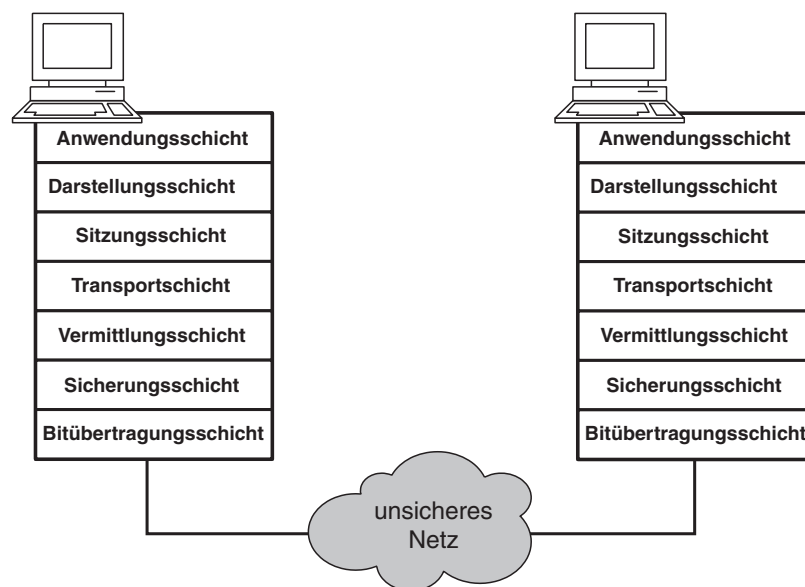 Anwendungsschicht
Darstellungsschicht
Sitzungsschicht
Transportschicht
Vermittlungsschicht
Sicherungsschicht
Bitübertragungsschicht
Anwendungsschicht
Darstellungsschicht
Sitzungsschicht
Transportschicht
Vermittlungsschicht
Sicherungsschicht
Bitübertragungsschicht
unsicheres
Netz